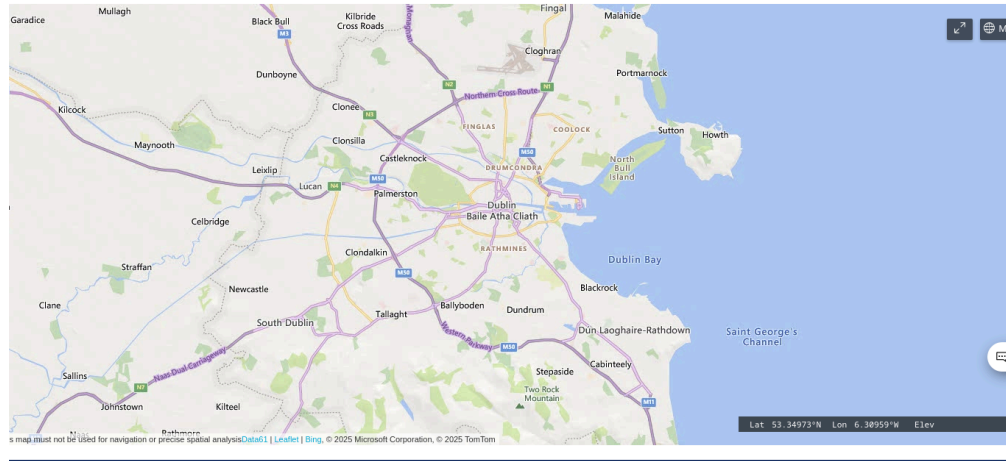 Garadice
Mullagh
Black Bull
M3
Kilbride
Cross Roads
Monaghan
Fingal
Malahide
Cloghran
Dunboyne
Portmarnock
N2
Northern Cross Route
N1
Kilcock
Clonee
N3
FINGLAS
COOLOCK
Sutton
Howth
Maynooth
Clonsilla
M50
Castleknock
DRUMCONDRA
North
Bull
Island
Leixlip
Lucan
N4
M50
Palmerston
Dublin
Baile Atha Cliath
Celbridge
RATHMINES
Clondalkin
Dublin Bay
Straffan
M50
Newcastle
Blackrock
Clane
Ballyboden
Dundrum
Tallaght
South Dublin
Western Parkway
Dún Laoghaire-Rathdown
Saint George's
Channel
M50
Naas Dual Carriageway
Cabinteely
Stepaside
Sallins
N7
Two Rock
Mountain
M11
Johnstown
Kilteel
Lat 53.34973°N Lon 6.30959°W Elev
Naas
Rathmore
s map must not be used for navigation or precise spatial analysisData61 | Leaflet | Bing, © 2025 Microsoft Corporation, © 2025 TomTom
M